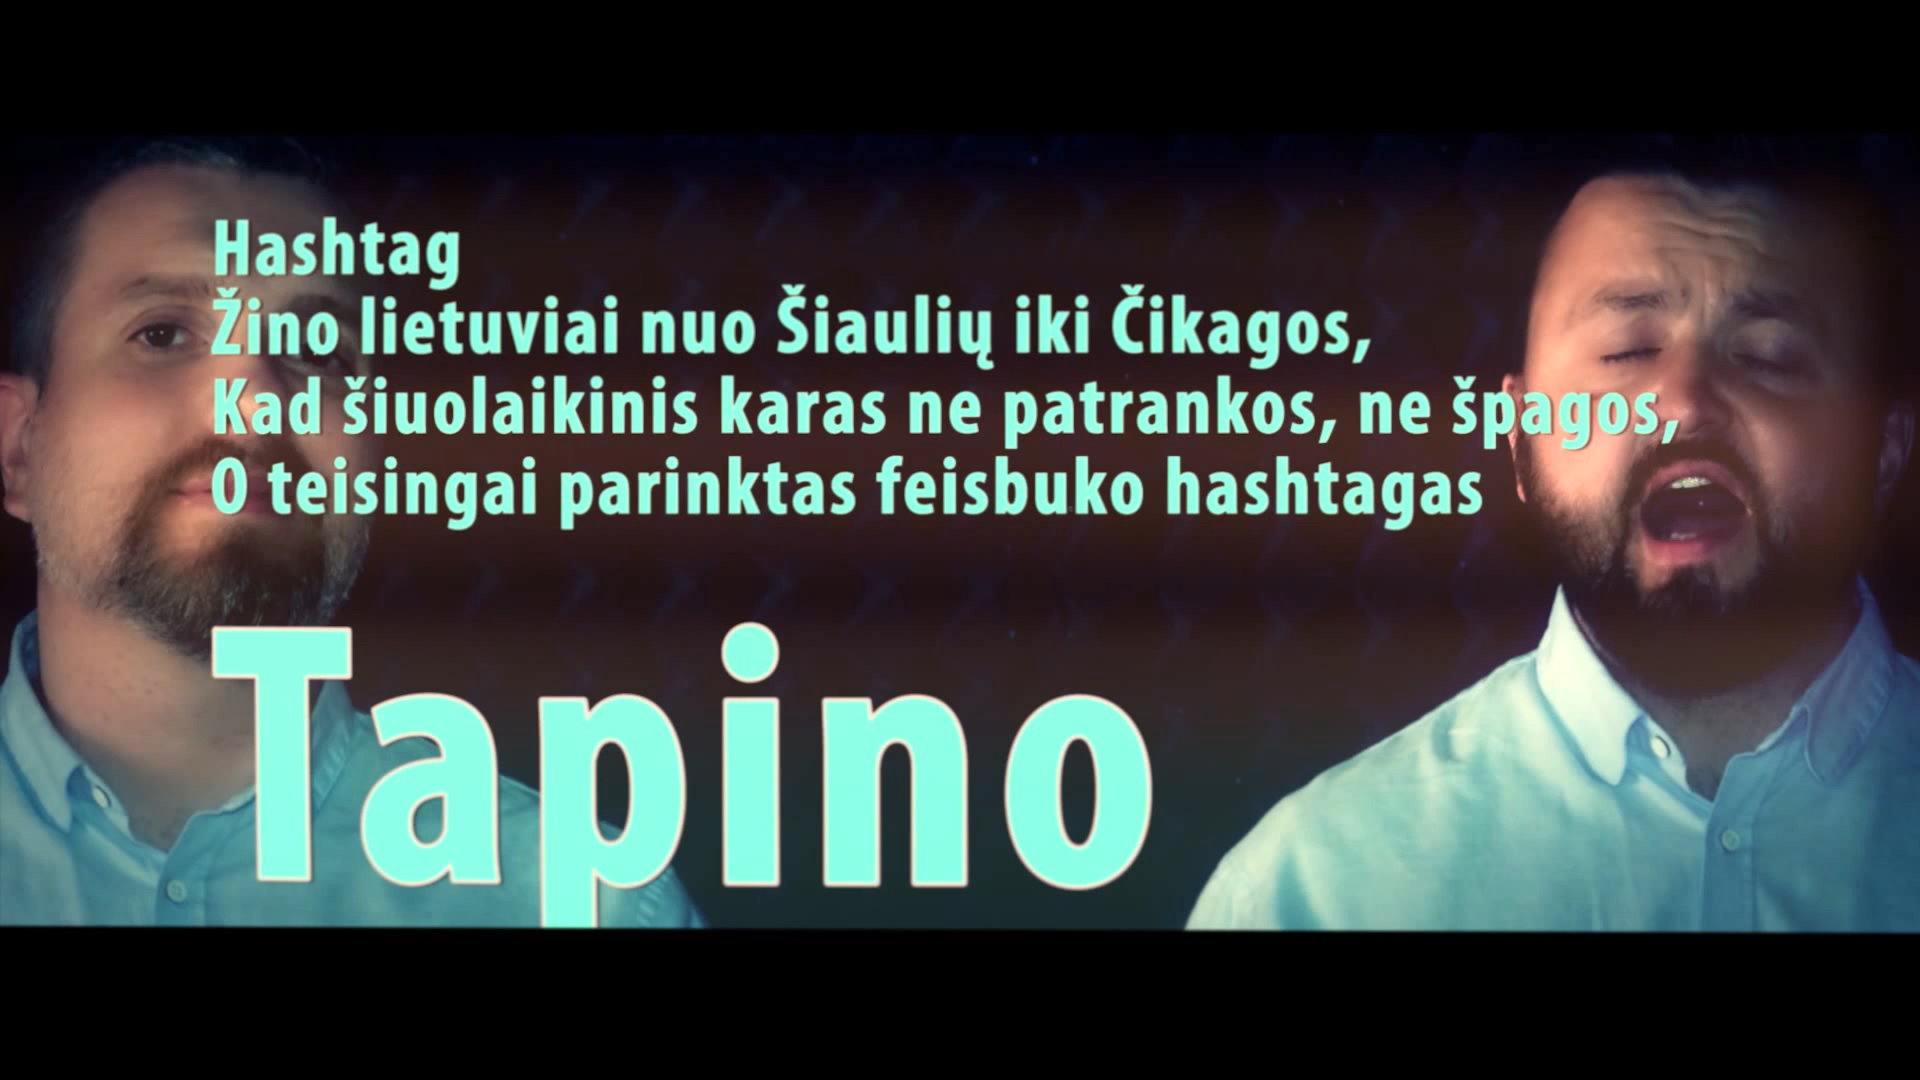 Hashtag
Žino lietuviai nuo Šiaulių iki Čikagos,
Kad šiuolaikinis karas ne patrankos, ne špagos,
O teisingai parinktas feisbuko hashtagas
Tapino